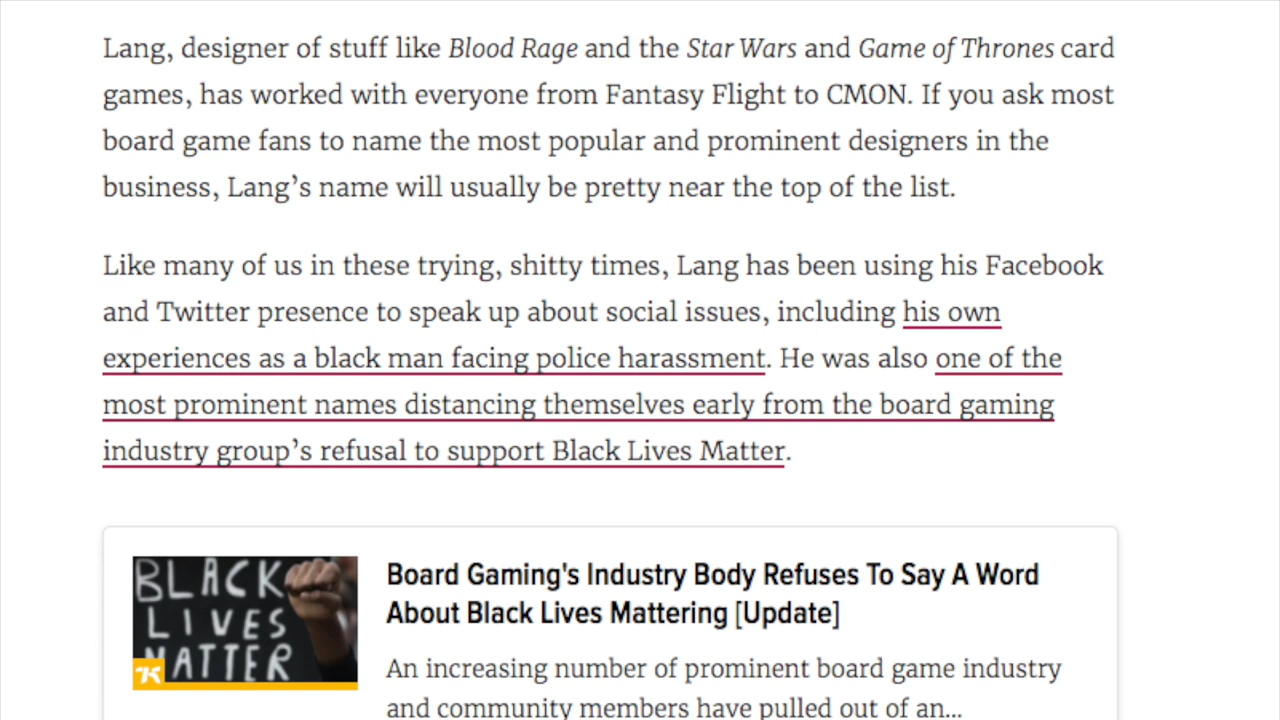 Lang, designer of stuff like Blood Rage and the Star Wars and Game of Thrones card
games, has worked with everyone from Fantasy Flight to CMON. If you ask most
board game fans to name the most popular and prominent designers in the
business, Lang’s name will usually be pretty near the top of the list.
Like many of us in these trying, shitty times, Lang has been using his Facebook
and Twitter presence to speak up about social issues, including his own
experiences as a black man facing police harassment. He was also one of the
most prominent names distancing themselves early from the board gaming
industry group’s refusal to support Black Lives Matter.
BLACK
LIVES
MATTER
K
Board Gaming's Industry Body Refuses To Say A Word
About Black Lives Mattering [Update]
An increasing number of prominent board game industry
and community members have pulled out of an...